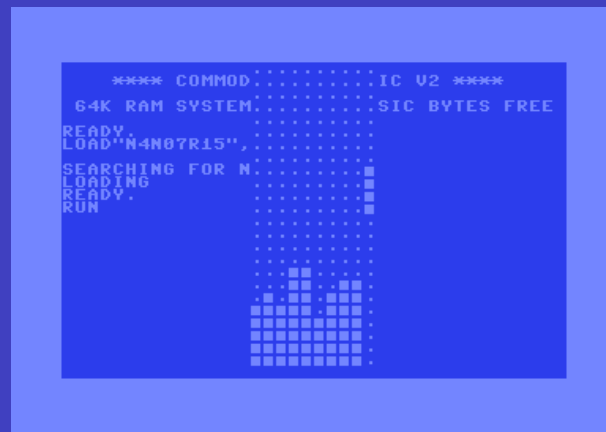 **** COMMOD IC V2 ****
64K RAM SYSTEM SIC BYTES FREE
READY.
LOAD"N4N07R15",
SEARCHING FOR N
LOADING
READY.
RUN